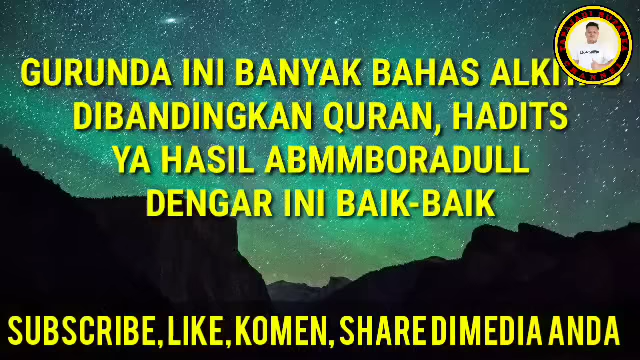 GURUNDA INI BANYAK BAHAS
DIBANDINGKAN QURAN, HADITS
YA HASIL ABMMBORADULL
DENGAR INI BAIK-BAIK
SUBSCRIBE, LIKE, KOMEN, SHARE DIMEDIA ANDA